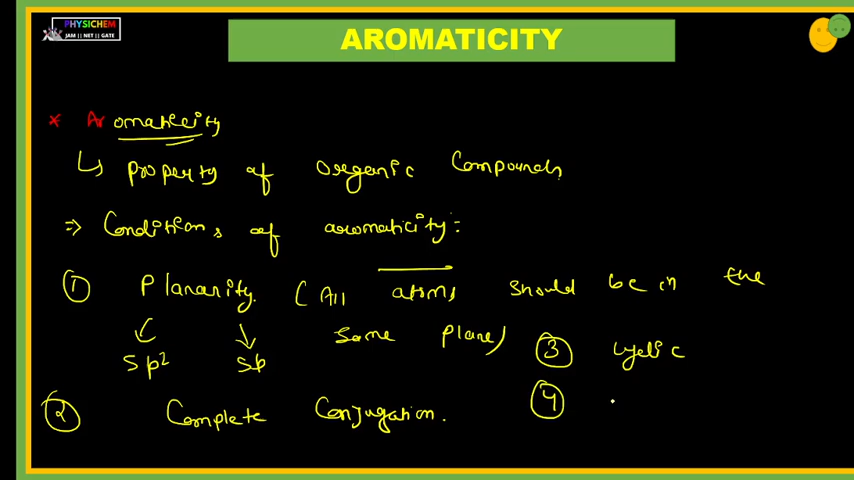 PHYSICHEM
JAM || NET || GATE
AROMATICITY
* Aromaticity
↳ Property of Organic Compounds
⇒ Conditions of aromaticity:
① Planarity. (All atoms should be in the same plane)
sp² sp
② Complete Conjugation.
③ cyclic
④